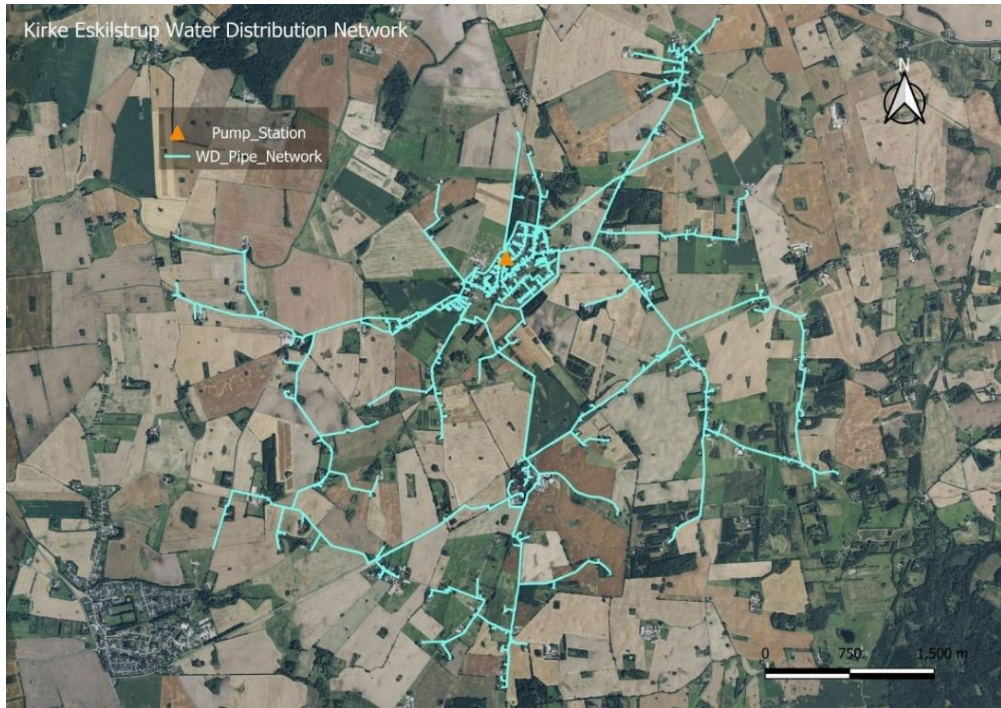 Kirke Eskilstrup Water Distribution Network
N
Pump_Station
WD_Pipe_Network
0 750 1,500 m